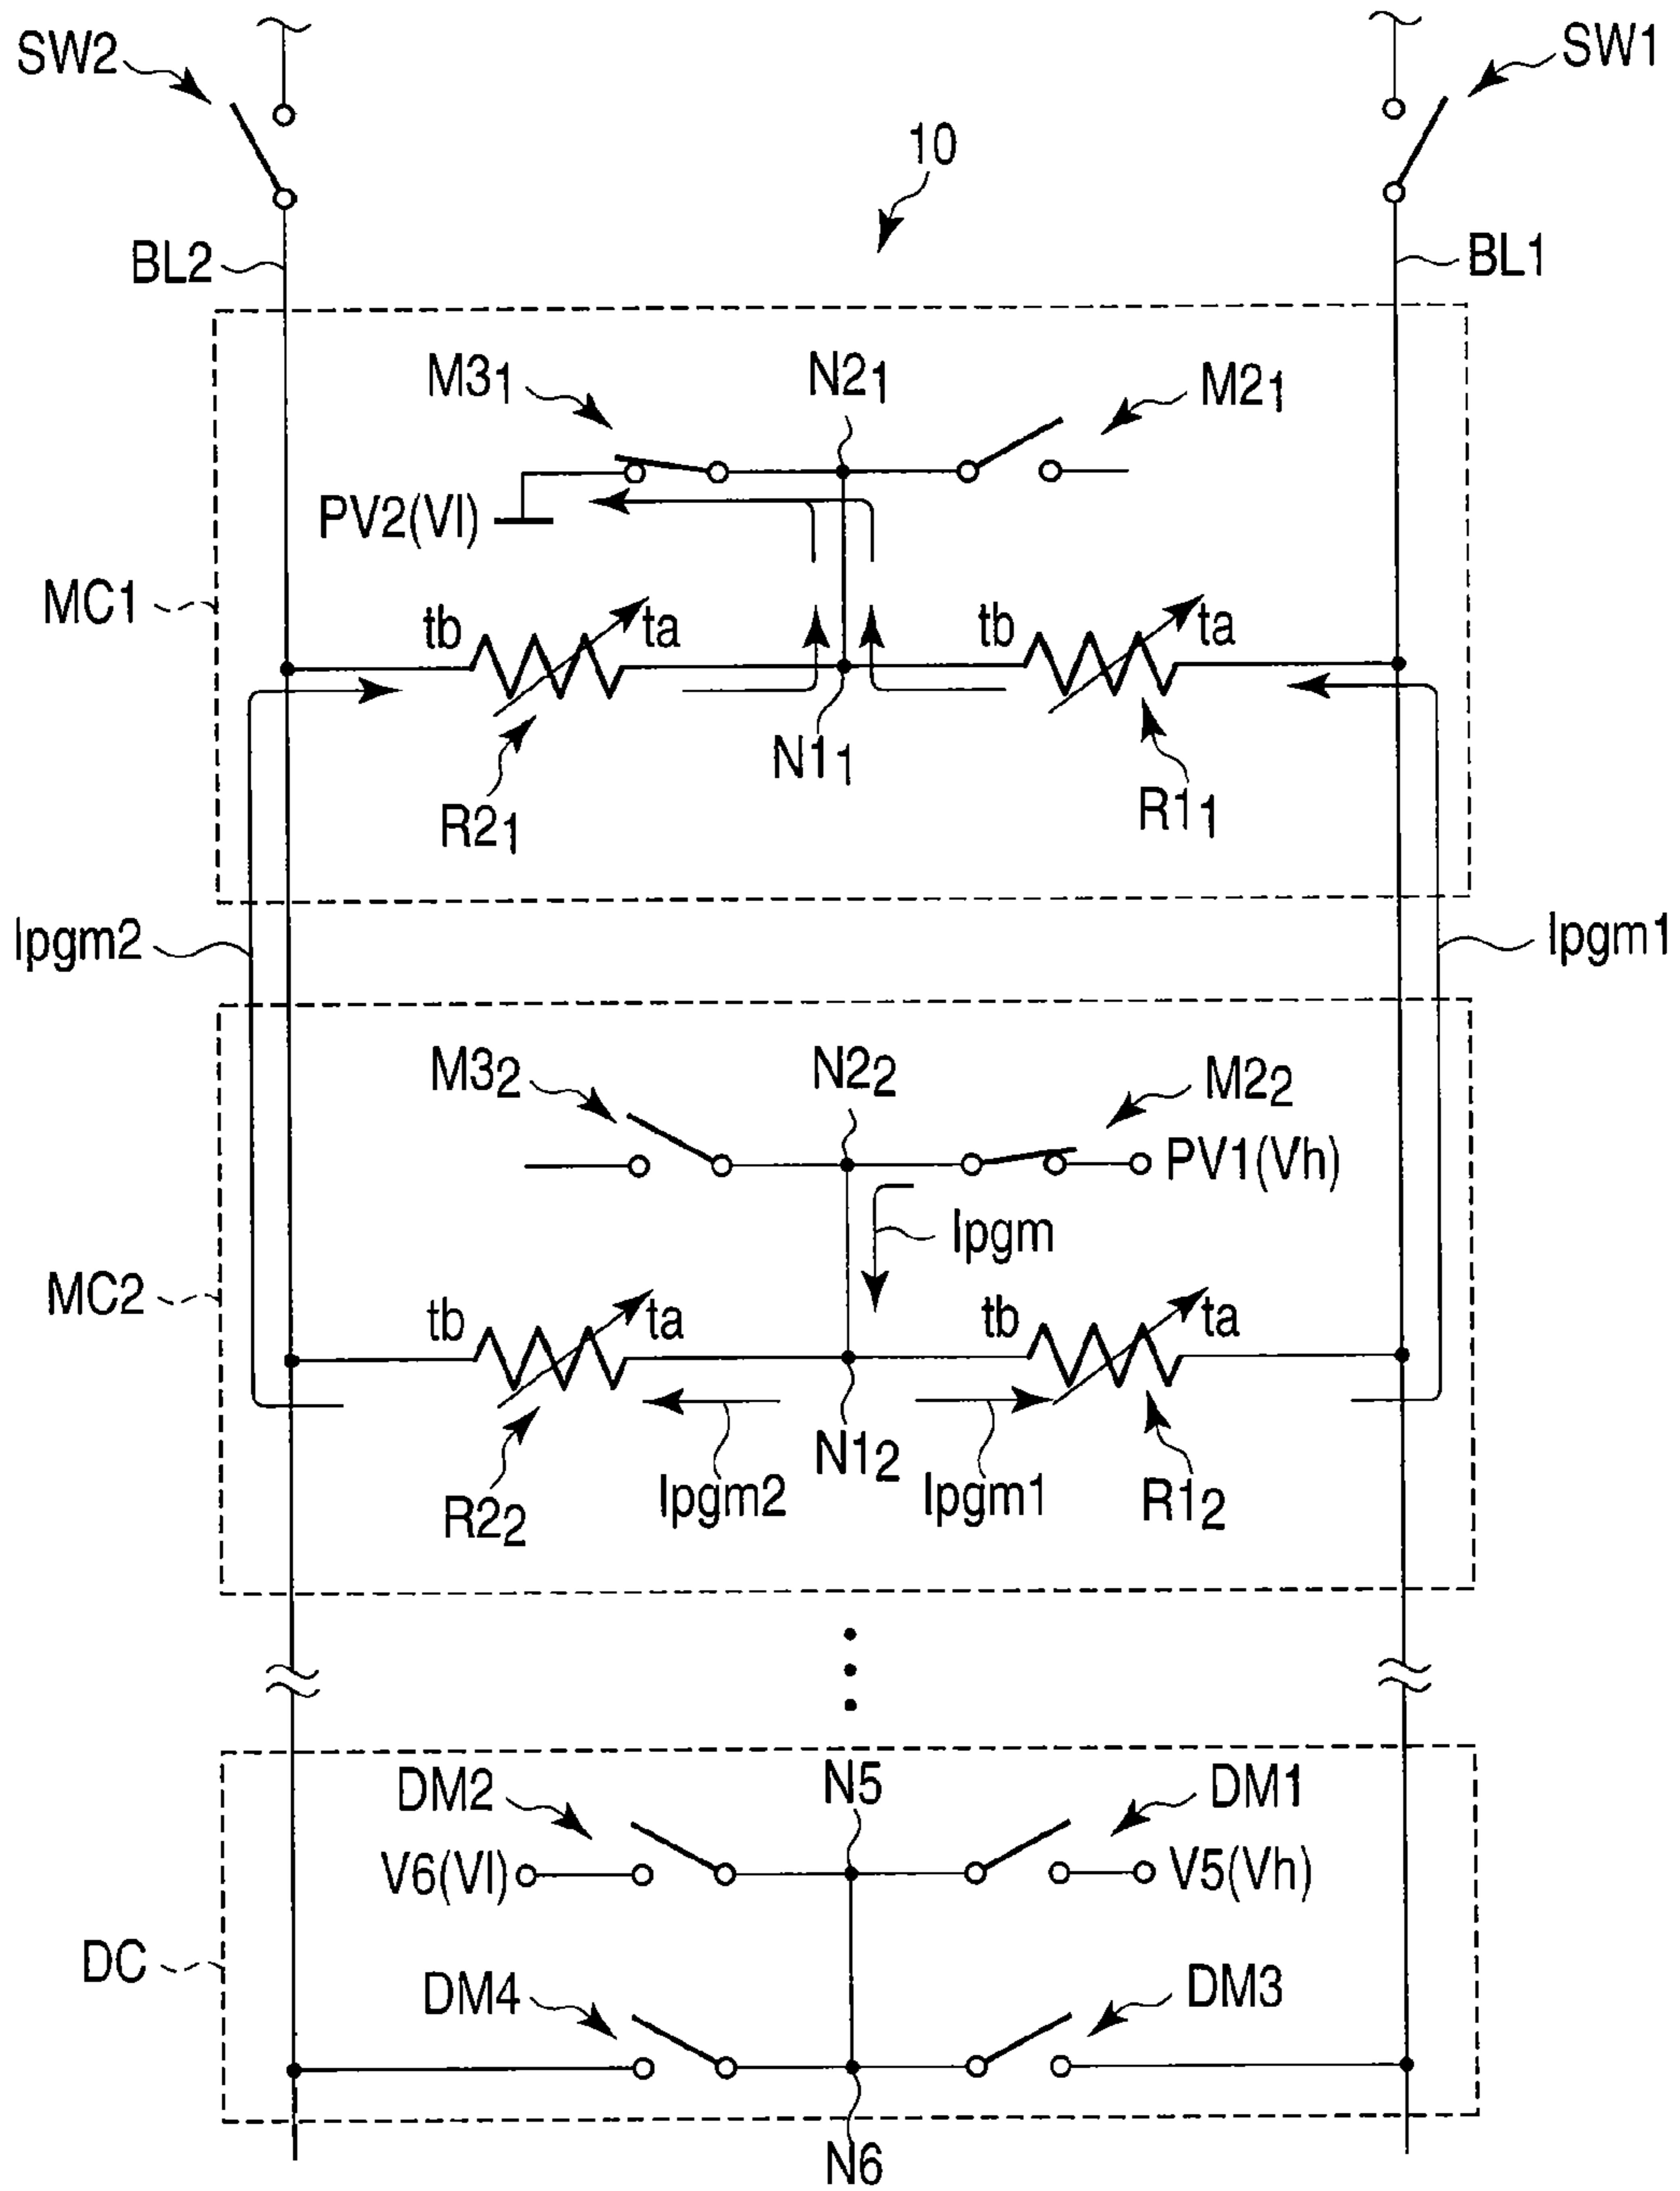 SW2
SW1
10
BL2
BL1
M31
N21
M21
PV2(Vl)
MC1
tb
ta
tb
ta
N11
R21
R11
Ipgm2
Ipgm1
M32
N22
M22
PV1(Vh)
Ipgm
MC2
tb
ta
tb
ta
N12
Ipgm2
Ipgm1
R22
R12
DM2
N5
DM1
V6(Vl)
V5(Vh)
DC
DM4
DM3
N6